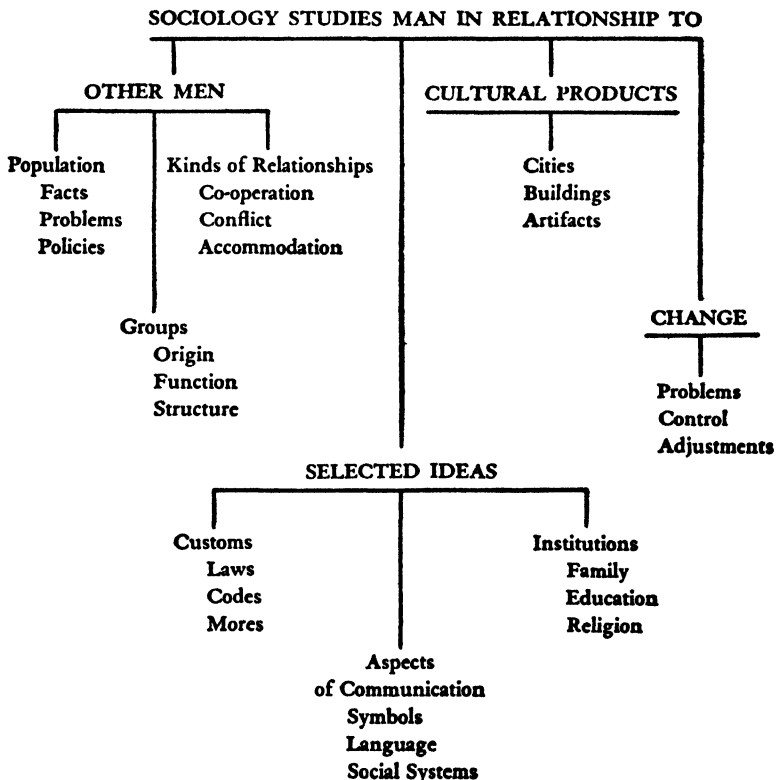 SOCIOLOGY STUDIES MAN IN RELATIONSHIP TO
OTHER MEN
Population
Facts
Problems
Policies
Groups
Origin
Function
Structure
Kinds of Relationships
Co-operation
Conflict
Accommodation
SELECTED IDEAS
Customs
Laws
Codes
Mores
Aspects
of Communication
Symbols
Language
Social Systems
Institutions
Family
Education
Religion
CULTURAL PRODUCTS
Cities
Buildings
Artifacts
CHANGE
Problems
Control
Adjustments